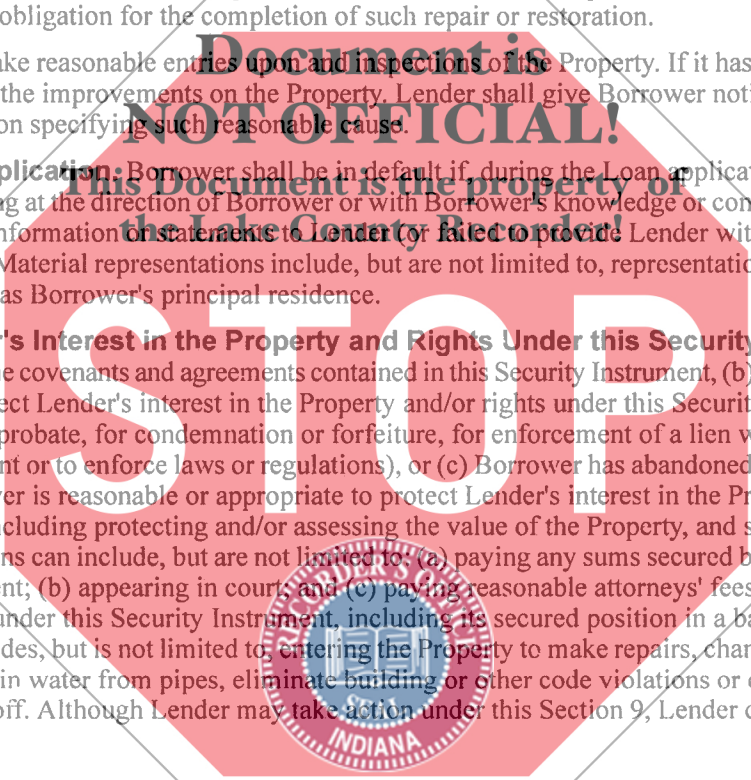 obligation for the completion of such repair or restoration.
ake reasonable entries upon and inspections of the Property. If it has
the improvements on the Property. Lender shall give Borrower not
on specifying such reasonable cause.
plication. Borrower shall be in default if, during the Loan applica
ng at the direction of Borrower or with Borrower's knowledge or con
nformation or statements to Lender (or failed to provide Lender wit
Material representations include, but are not limited to, representatio
as Borrower's principal residence.
r's Interest in the Property and Rights Under this Security
he covenants and agreements contained in this Security Instrument, (b)
ect Lender's interest in the Property and/or rights under this Securit
probate, for condemnation or forfeiture, for enforcement of a lien w
nt or to enforce laws or regulations), or (c) Borrower has abandoned
wer is reasonable or appropriate to protect Lender's interest in the Pr
ncluding protecting and/or assessing the value of the Property, and s
ns can include, but are not limited to: (a) paying any sums secured b
ent; (b) appearing in court; and (c) paying reasonable attorneys' fees
under this Security Instrument, including its secured position in a ba
des, but is not limited to, entering the Property to make repairs, chan
in water from pipes, eliminate building or other code violations or
off. Although Lender may take action under this Section 9, Lender
Document is
NOT OFFICIAL!
This Document is the property of
the Lake County Recorder!
STOP
RECORDER'S
SEAL
INDIANA